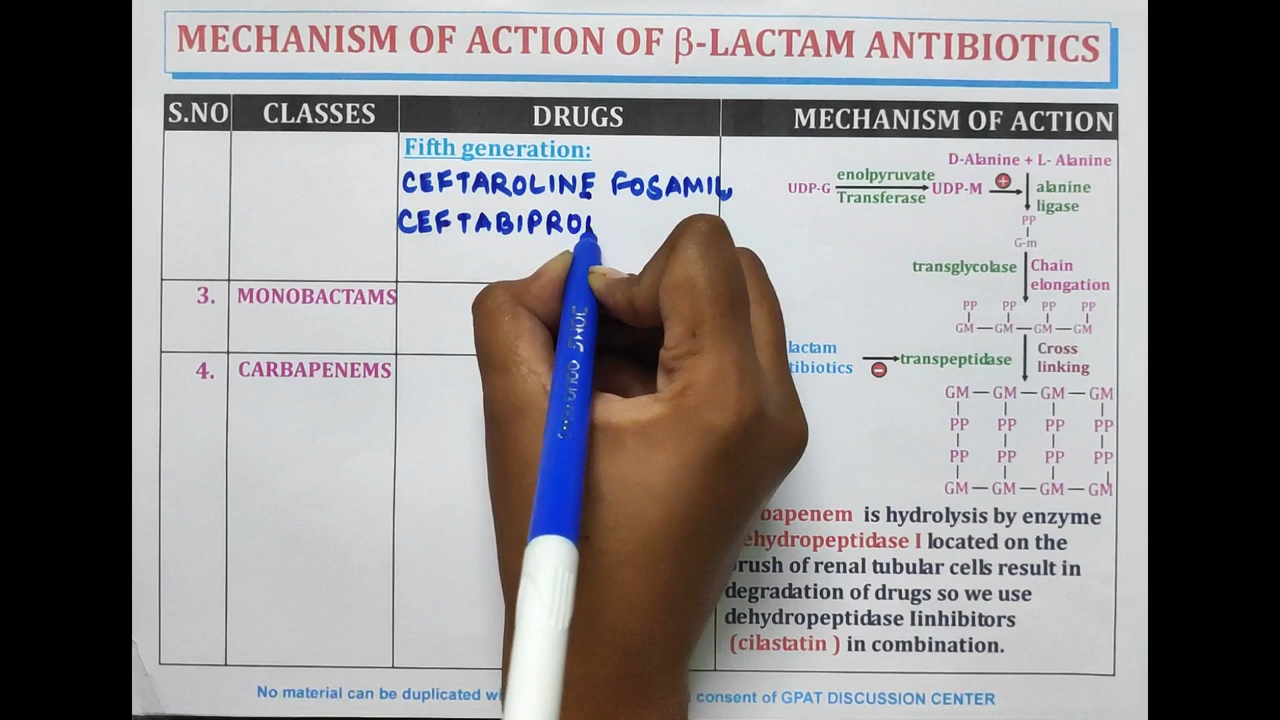 MECHANISM OF ACTION OF β-LACTAM ANTIBIOTICS
S.NO CLASSES DRUGS MECHANISM OF ACTION
Fifth generation:
CEFTAROLINE FOSAMIL
CEFTABIPROL
3. MONOBACTAMS
4. CARBAPENEMS
D-Alanine + L- Alanine
UDP-G enolpyruvate Transferase UDP-M + alanine ligase
PP
G-m
transglycolase Chain elongation
PP PP PP PP
GM GM GM GM
lactam
tibiotics transpeptidase Cross linking
GM GM GM GM
PP PP PP PP
PP PP PP PP
GM GM GM GM
bapenem is hydrolysis by enzyme
ehydropeptidase I located on the
brush of renal tubular cells result in
degradation of drugs so we use
dehydropeptidase Iinhibitors
(cilastatin ) in combination.
No material can be duplicated wi consent of GPAT DISCUSSION CENTER